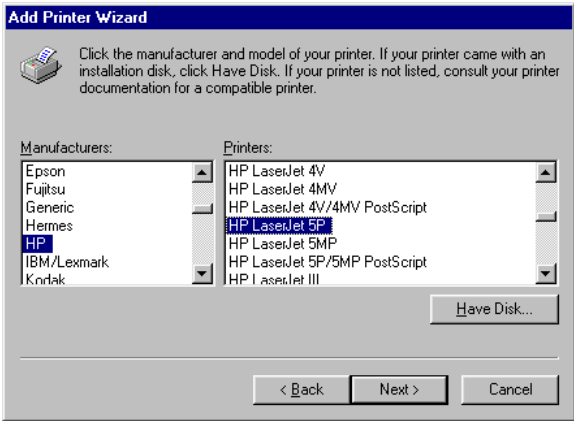 Add Printer Wizard
Click the manufacturer and model of your printer. If your printer came with an
installation disk, click Have Disk. If your printer is not listed, consult your printer
documentation for a compatible printer.
Manufacturers:
Epson
Fujitsu
Generic
Hermes
HP
IBM/Lexmark
Kodak
Printers:
HP LaserJet 4V
HP LaserJet 4MV
HP LaserJet 4V/4MV PostScript
HP LaserJet 5P
HP LaserJet 5MP
HP LaserJet 5P/5MP PostScript
HP LaserJet III
Have Disk...
< Back
Next >
Cancel